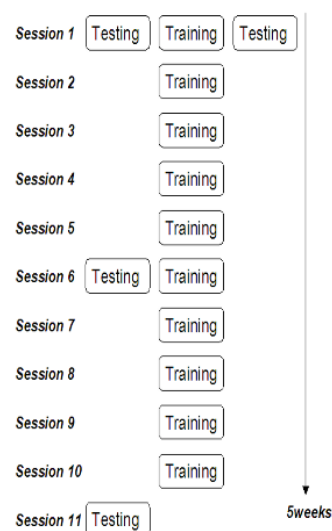 Session 1 Testing Training Testing
Session 2 Training
Session 3 Training
Session 4 Training
Session 5 Training
Session 6 Testing Training
Session 7 Training
Session 8 Training
Session 9 Training
Session 10 Training
5weeks
Session 11 Testing